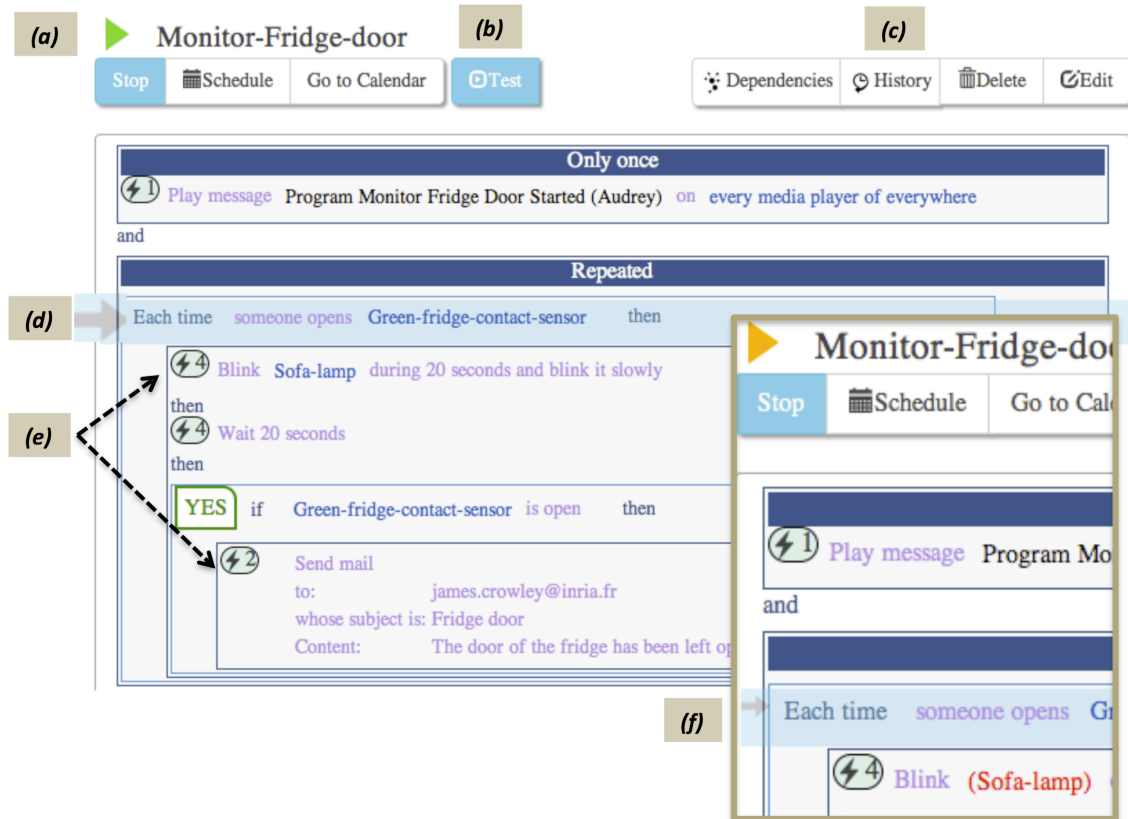 (a) Monitor-Fridge-door (b) (c)
Stop Schedule Go to Calendar Test Dependencies History Delete Edit
Only once
1 Play message Program Monitor Fridge Door Started (Audrey) on every media player of everywhere
and
Repeated
(d) Each time someone opens Green-fridge-contact-sensor then
4 Blink Sofa-lamp during 20 seconds and blink it slowly
then
(e) 4 Wait 20 seconds
then
YES if Green-fridge-contact-sensor is open then
2 Send mail
to: james.crowley@inria.fr
whose subject is: Fridge door
Content: The door of the fridge has been left op
(f)
Monitor-Fridge-doo
Stop Schedule Go to Cal
1 Play message Program Mo
and
Each time someone opens Gr
4 Blink (Sofa-lamp)